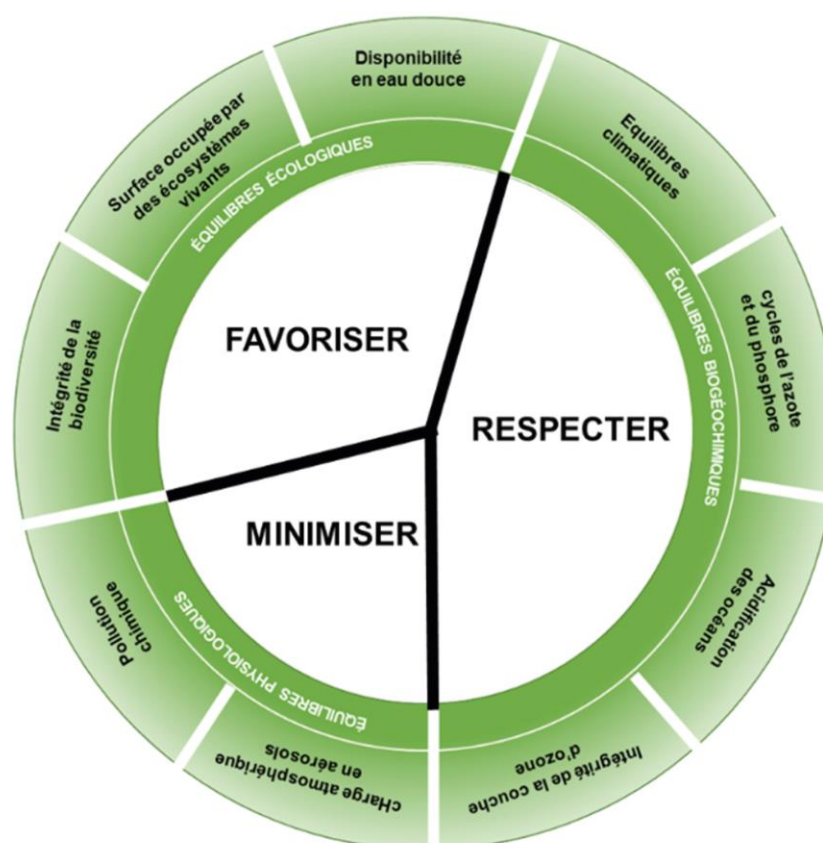 Disponibilité
en eau douce
Equilibres
climatiques
cycles de l'azote
et du phosphore
Acidification
des océans
Intégrité de la couche
d'ozone
cHarge atmosphérique
en aérosols
Pollution
chimique
Intégrité de la
biodiversité
Surface occupée par
des écosystèmes
vivants
ÉQUILIBRES ÉCOLOGIQUES
ÉQUILIBRES BIOGÉOCHIMIQUES
ÉQUILIBRES PHYSIOLOGIQUES
FAVORISER
RESPECTER
MINIMISER